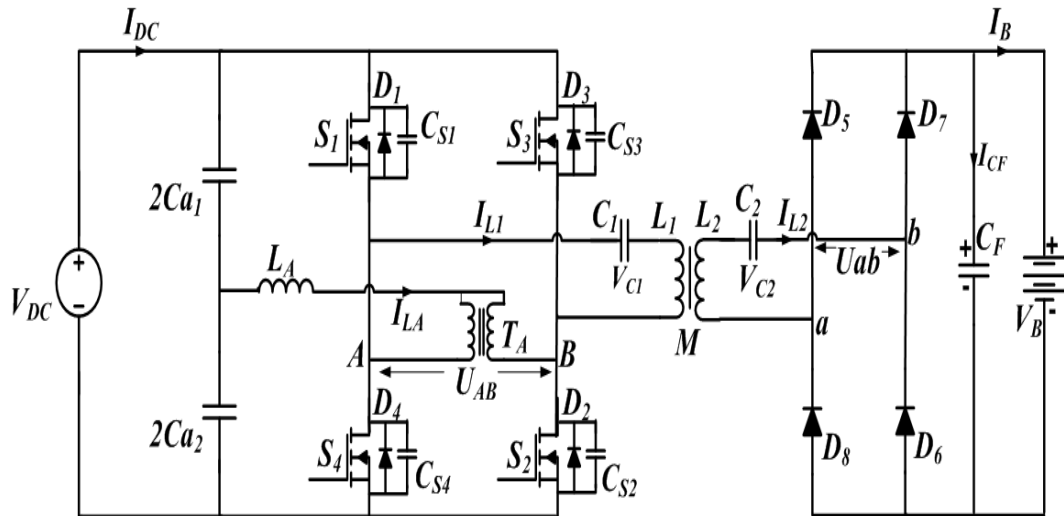 I_DC
I_B
D_1
D_3
S_1
C_S1
S_3
C_S3
D_5
D_7
2Ca_1
I_CF
I_L1
C_1
L_1
L_2
C_2
I_L2
b
V_C1
V_C2
Uab
C_F
+
-
+
-
V_B
L_A
V_DC
+
-
I_LA
T_A
A
B
U_AB
M
a
2Ca_2
D_4
D_2
S_4
C_S4
S_2
C_S2
D_8
D_6